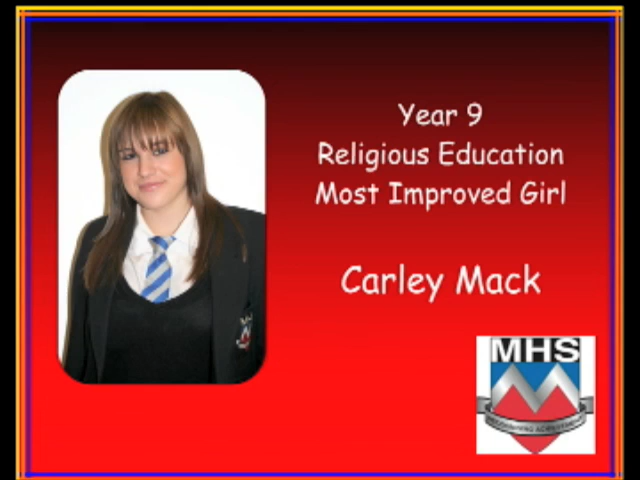 Year 9
Religious Education
Most Improved Girl
Carley Mack
MHS